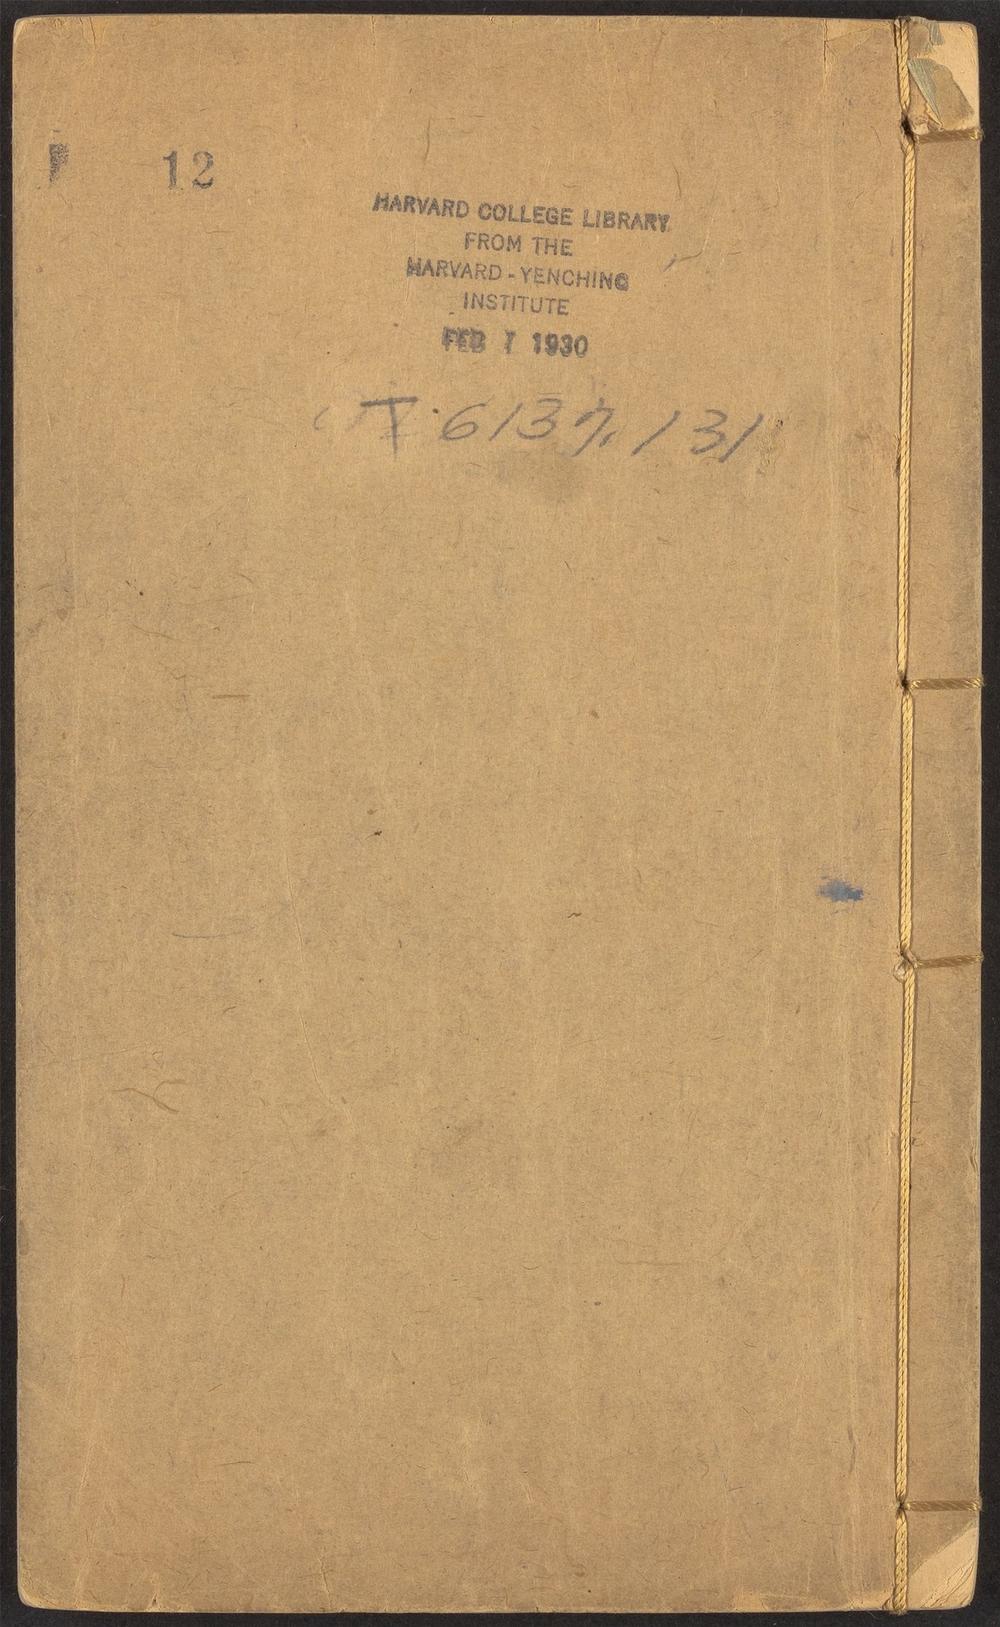 12
HARVARD COLLEGE LIBRARY
FROM THE
HARVARD-YENCHING
INSTITUTE
FEB 7 1930
T 6137.131